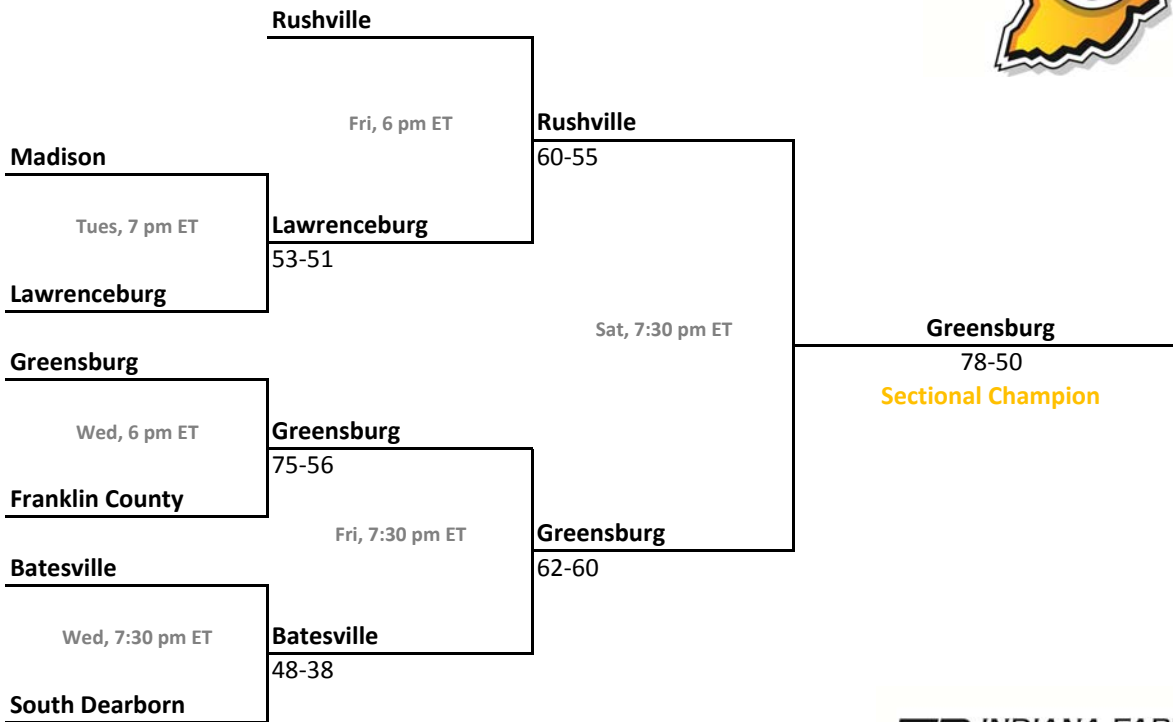 Rushville
Fri, 6 pm ET
Rushville
Madison
60-55
Tues, 7 pm ET
Lawrenceburg
53-51
Lawrenceburg
Sat, 7:30 pm ET
Greensburg
Greensburg
78-50
Sectional Champion
Wed, 6 pm ET
Greensburg
75-56
Franklin County
Fri, 7:30 pm ET
Greensburg
Batesville
62-60
Wed, 7:30 pm ET
Batesville
48-38
South Dearborn
INDIANA